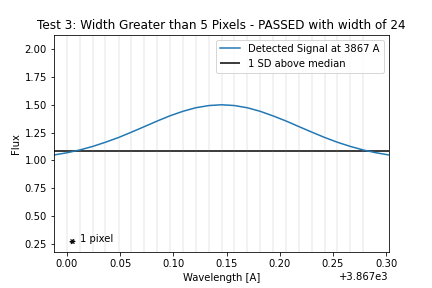 Test 3: Width Greater than 5 Pixels - PASSED with width of 24
Detected Signal at 3867 A
1 SD above median
2.00
1.75
1.50
1.25
1.00
0.75
0.50
0.25
Flux
1 pixel
0.00 0.05 0.10 0.15 0.20 0.25 0.30
Wavelength [A]
+3.867e3